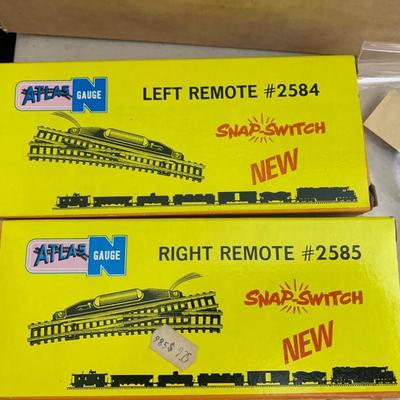 ATLAS N GAUGE
LEFT REMOTE #2584
SNAP-SWITCH
NEW
ATLAS N GAUGE
RIGHT REMOTE #2585
SNAP-SWITCH
NEW